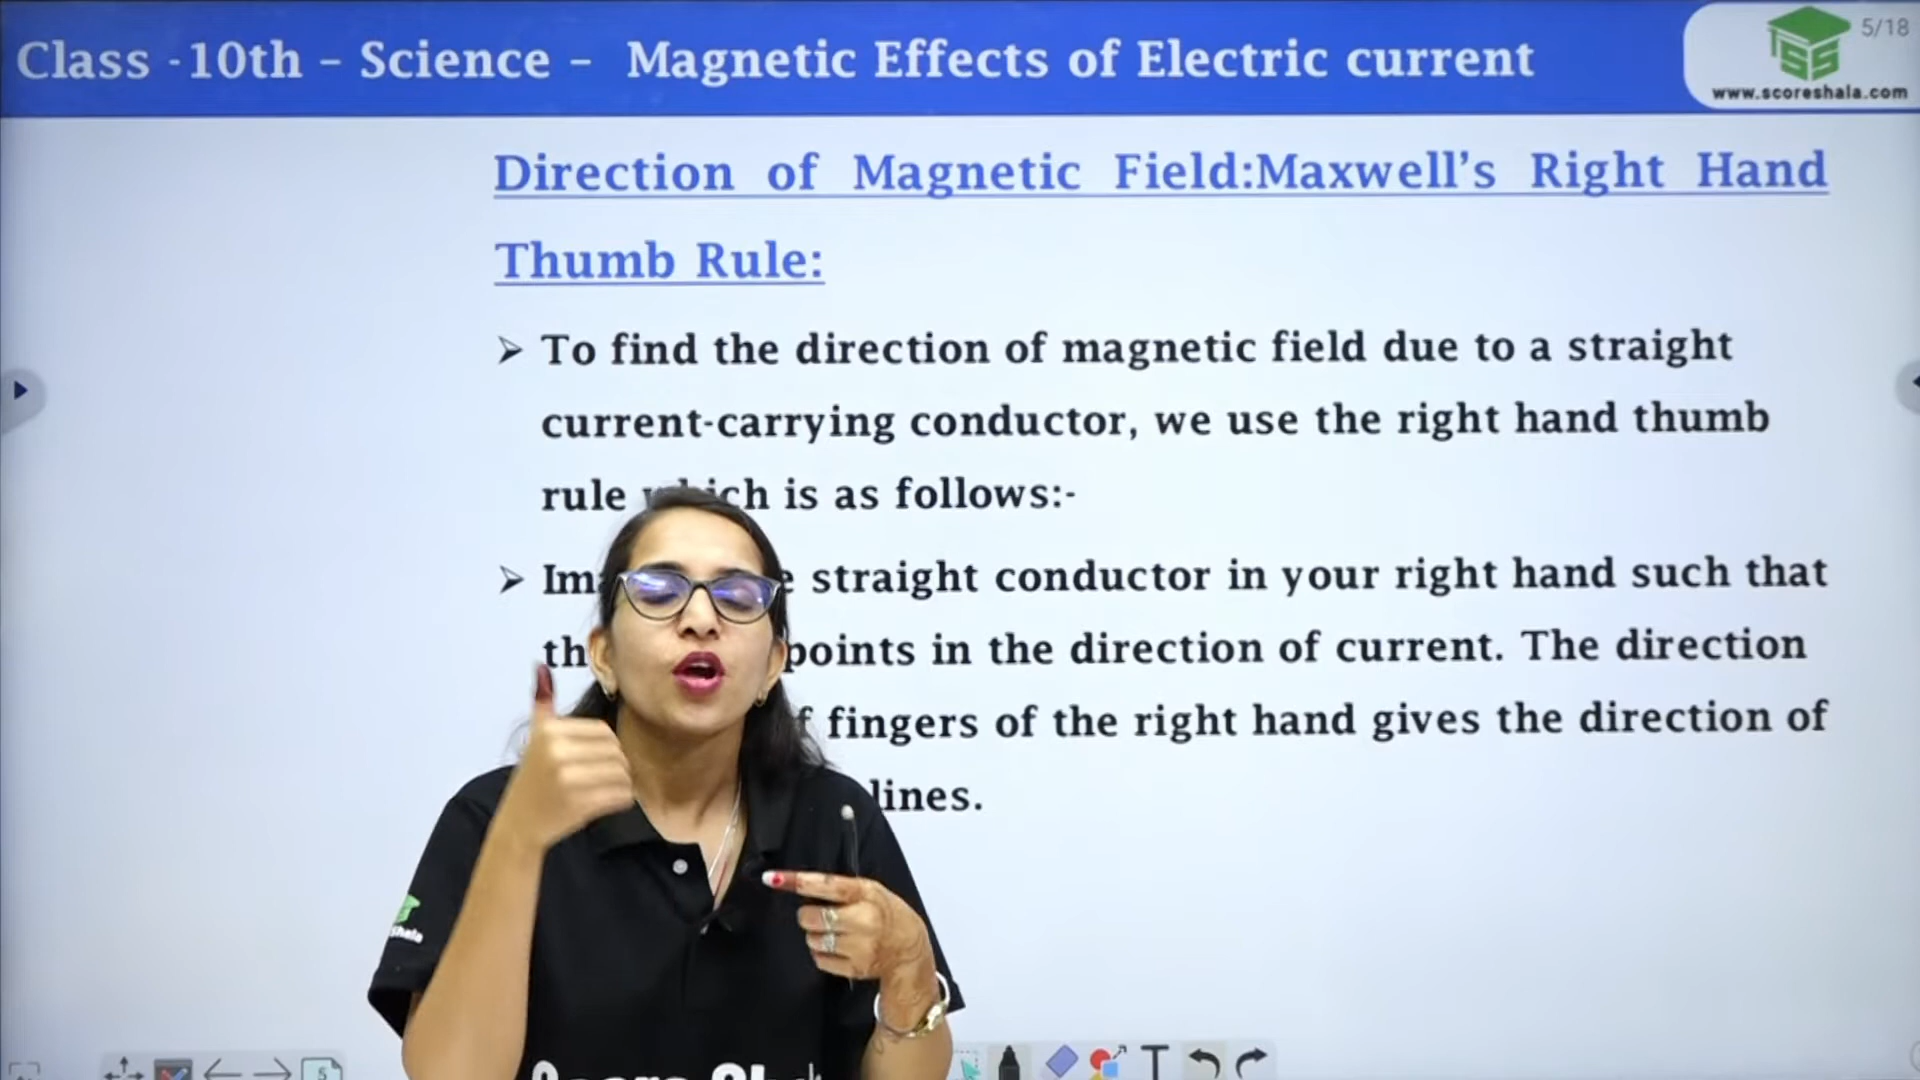 Class -10th – Science – Magnetic Effects of Electric current
5/18
www.scoreshala.com
Direction of Magnetic Field:Maxwell's Right Hand
Thumb Rule:
➢ To find the direction of magnetic field due to a straight
current-carrying conductor, we use the right hand thumb
rule which is as follows:-
➢ straight conductor in your right hand such that
points in the direction of current. The direction
fingers of the right hand gives the direction of
lines.
5
T